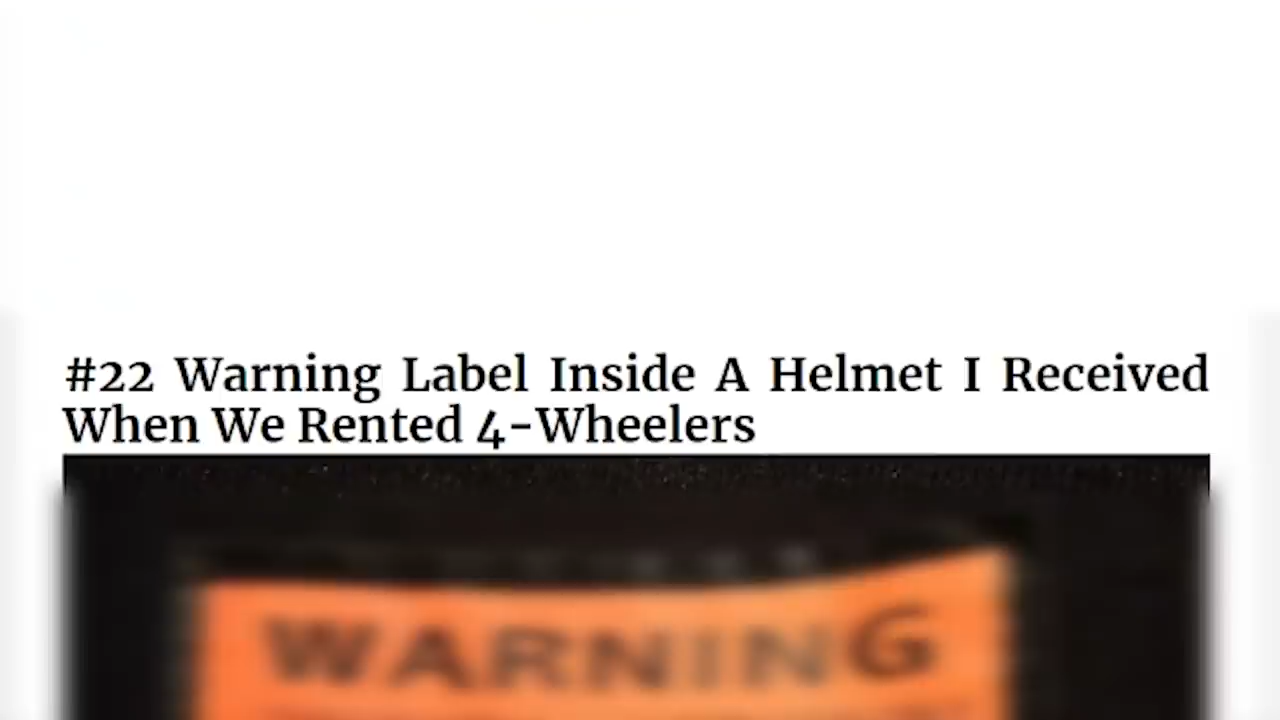 #22 Warning Label Inside A Helmet I Received
When We Rented 4-Wheelers
WARNING